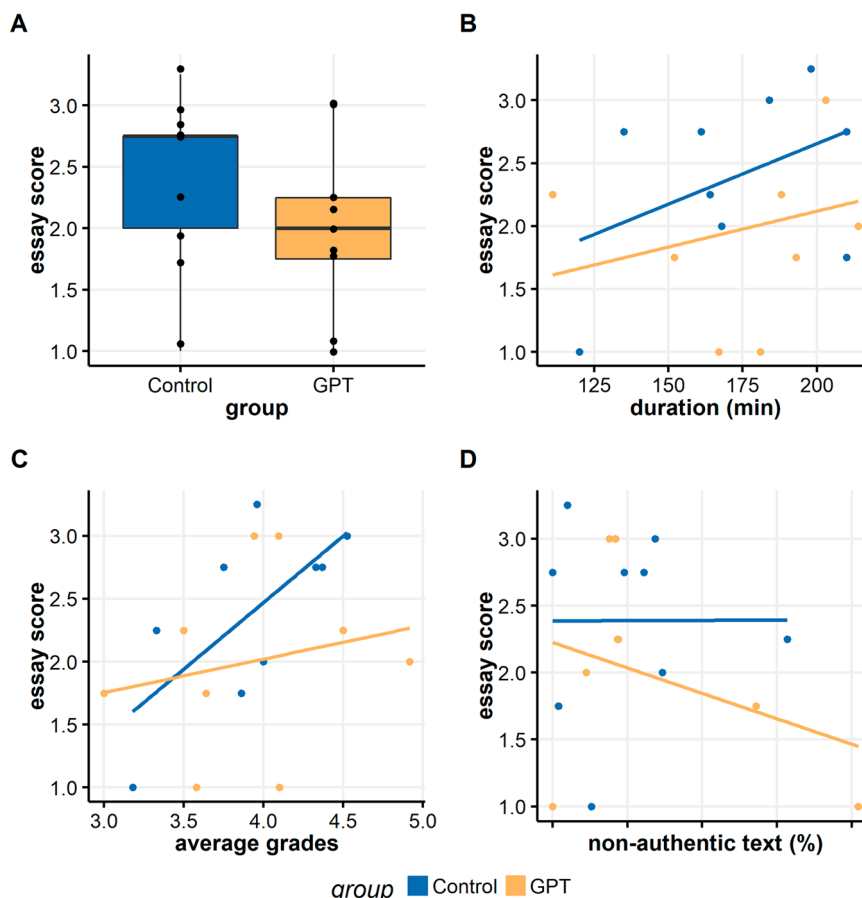 A
essay score
3.0
2.5
2.0
1.5
1.0
Control
GPT
group
B
essay score
3.0
2.5
2.0
1.5
1.0
125
150
175
200
duration (min)
C
essay score
3.0
2.5
2.0
1.5
1.0
3.0
3.5
4.0
4.5
5.0
average grades
D
essay score
3.0
2.5
2.0
1.5
1.0
non-authentic text (%)
group Control GPT